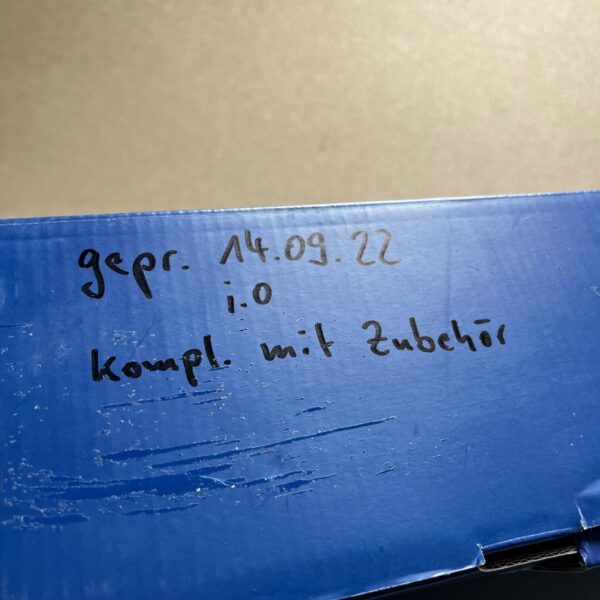 gepr. 14.09.22
i.O
kompl. mit Zubehör